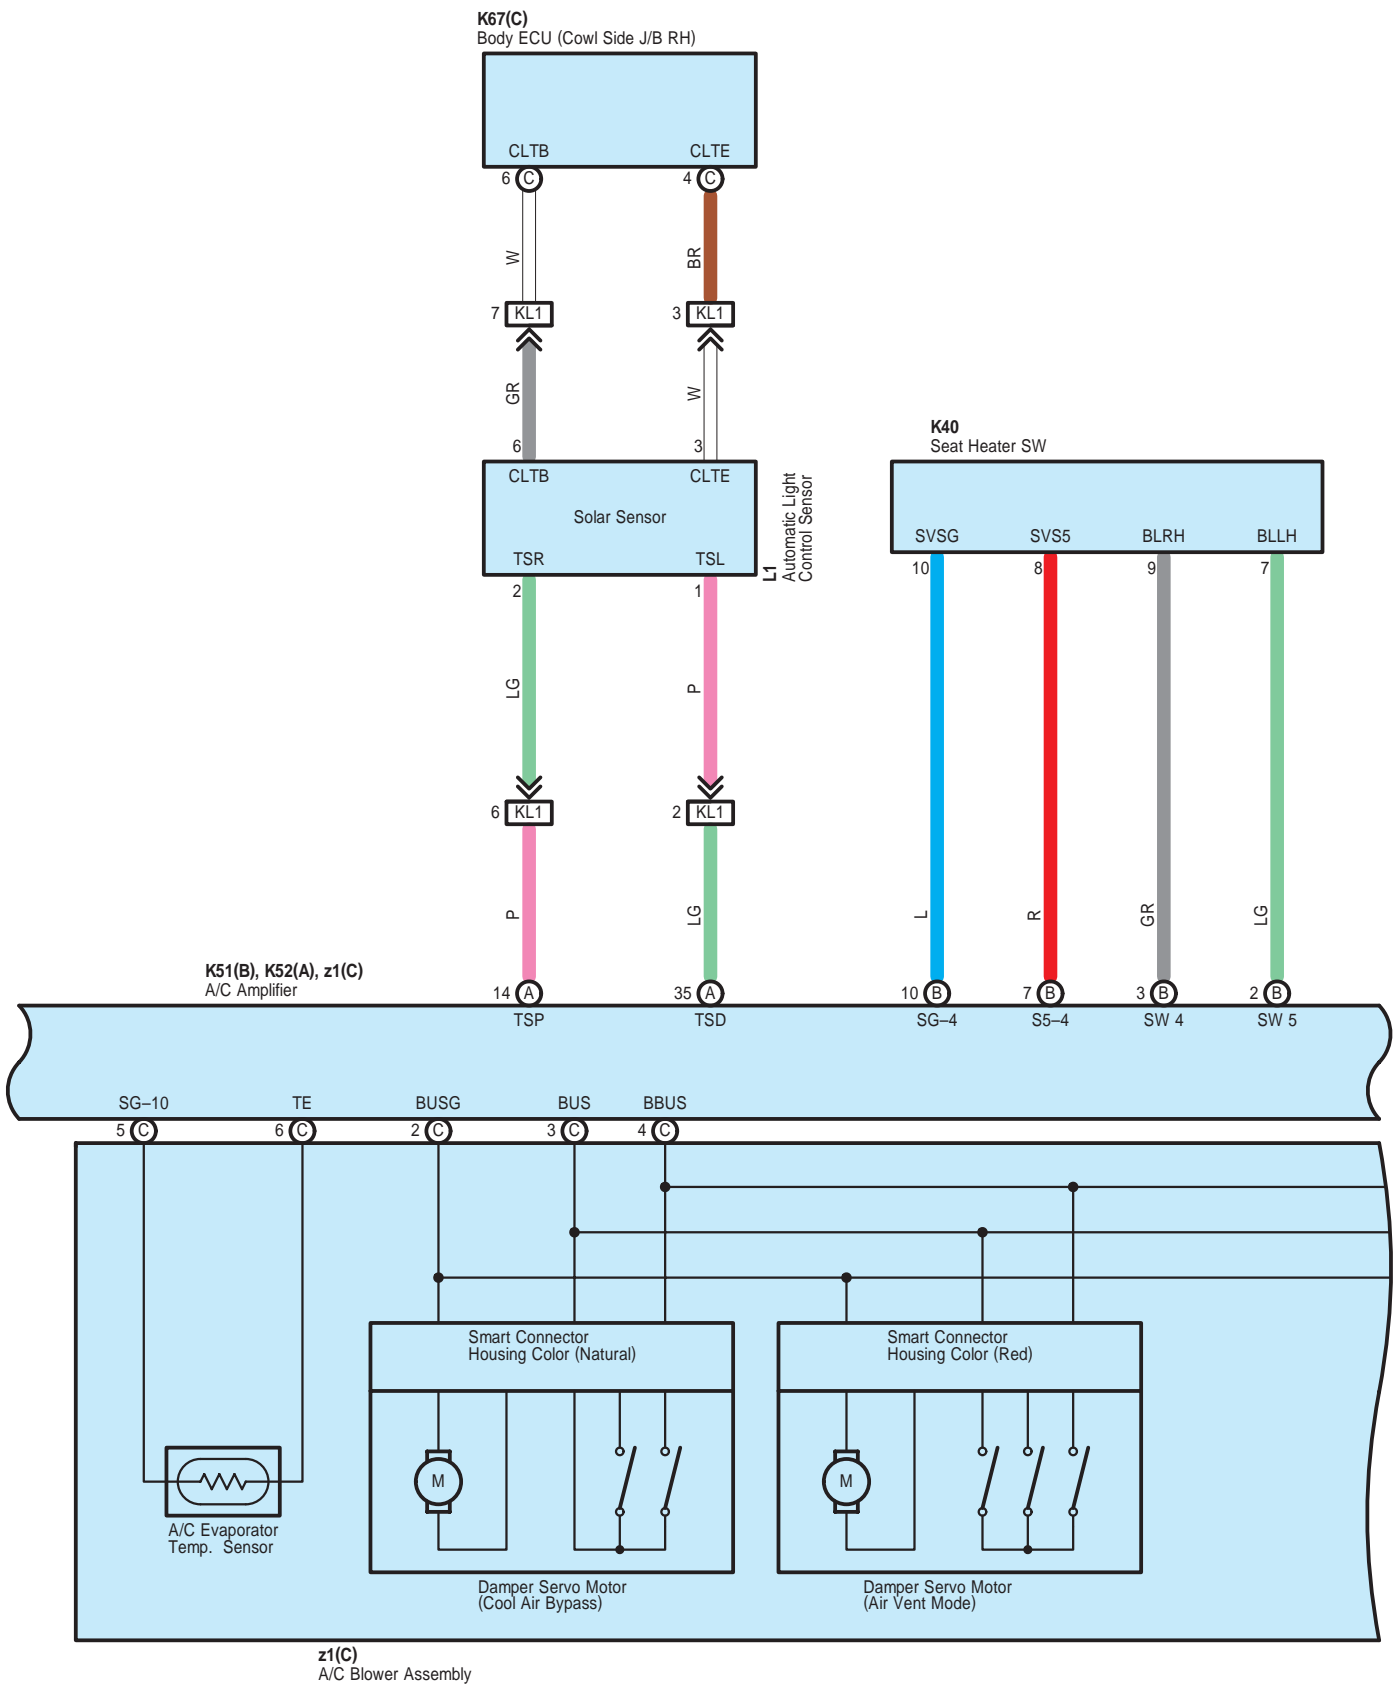 K67(C)
Body ECU (Cowl Side J/B RH)
CLTB CLTE
6 C 4 C
W BR
7 KL1 3 KL1
GR W
6 3
CLTB CLTE
Solar Sensor
TSR TSL
L1
Automatic Light
Control Sensor
2 1
LG P
6 KL1 2 KL1
P LG
K40
Seat Heater SW
SVSG SVS5 BLRH BLLH
10 8 9 7
L R GR LG
K51(B), K52(A), z1(C)
A/C Amplifier
14 A 35 A 10 B 7 B 3 B 2 B
TSP TSD SG–4 S5–4 SW 4 SW 5
SG–10 TE BUSG BUS BBUS
5 C 6 C 2 C 3 C 4 C
Smart Connector
Housing Color (Natural)
Smart Connector
Housing Color (Red)
M M
A/C Evaporator
Temp. Sensor
Damper Servo Motor
(Cool Air Bypass)
Damper Servo Motor
(Air Vent Mode)
z1(C)
A/C Blower Assembly